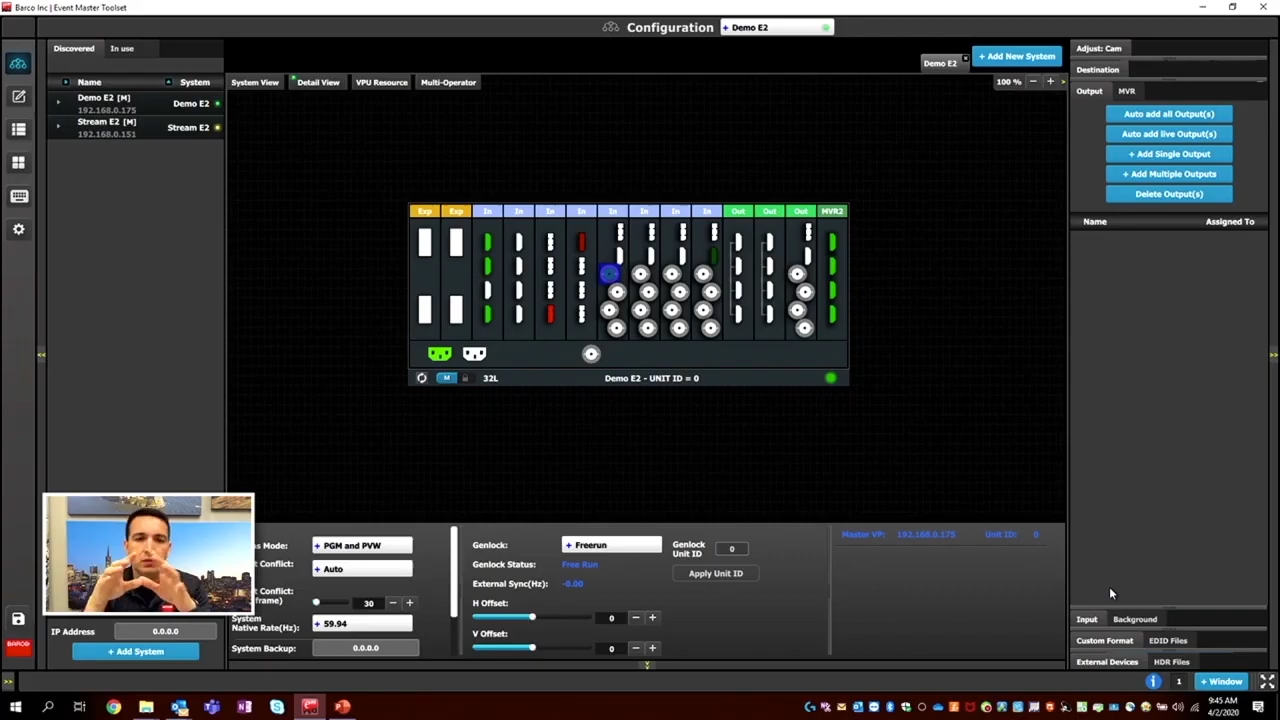 Barco Inc | Event Master Toolset
Configuration
+ Demo E2
Discovered
In use
Name
System
Demo E2 [M]
192.168.0.175
Demo E2
Stream E2 [M]
192.168.0.151
Stream E2
Demo E2
+ Add New System
System View
Detail View
VPU Resource
Multi-Operator
100 %
Exp Exp In In In In In In In In Out Out Out MVR2
M
32L
Demo E2 - UNIT ID = 0
Adjust: Cam
Destination
Output
MVR
Auto add all Output(s)
Auto add live Output(s)
+ Add Single Output
+ Add Multiple Outputs
Delete Output(s)
Name
Assigned To
s Mode:
+ PGM and PVW
t Conflict:
+ Auto
t Conflict
frame)
30
System
Native Rate(Hz):
+ 59.94
System Backup:
0.0.0.0
Genlock:
+ Freerun
Genlock
Unit ID
0
Genlock Status:
Free Run
Apply Unit ID
External Sync(Hz)
-0.00
H Offset:
0
V Offset:
0
Master VP:
192.168.0.175
Unit ID:
0
IP Address
0.0.0.0
+ Add System
BARCO
Input
Background
Custom Format
EDID Files
External Devices
HDR Files
1
+ Window
9:45 AM
4/2/2020